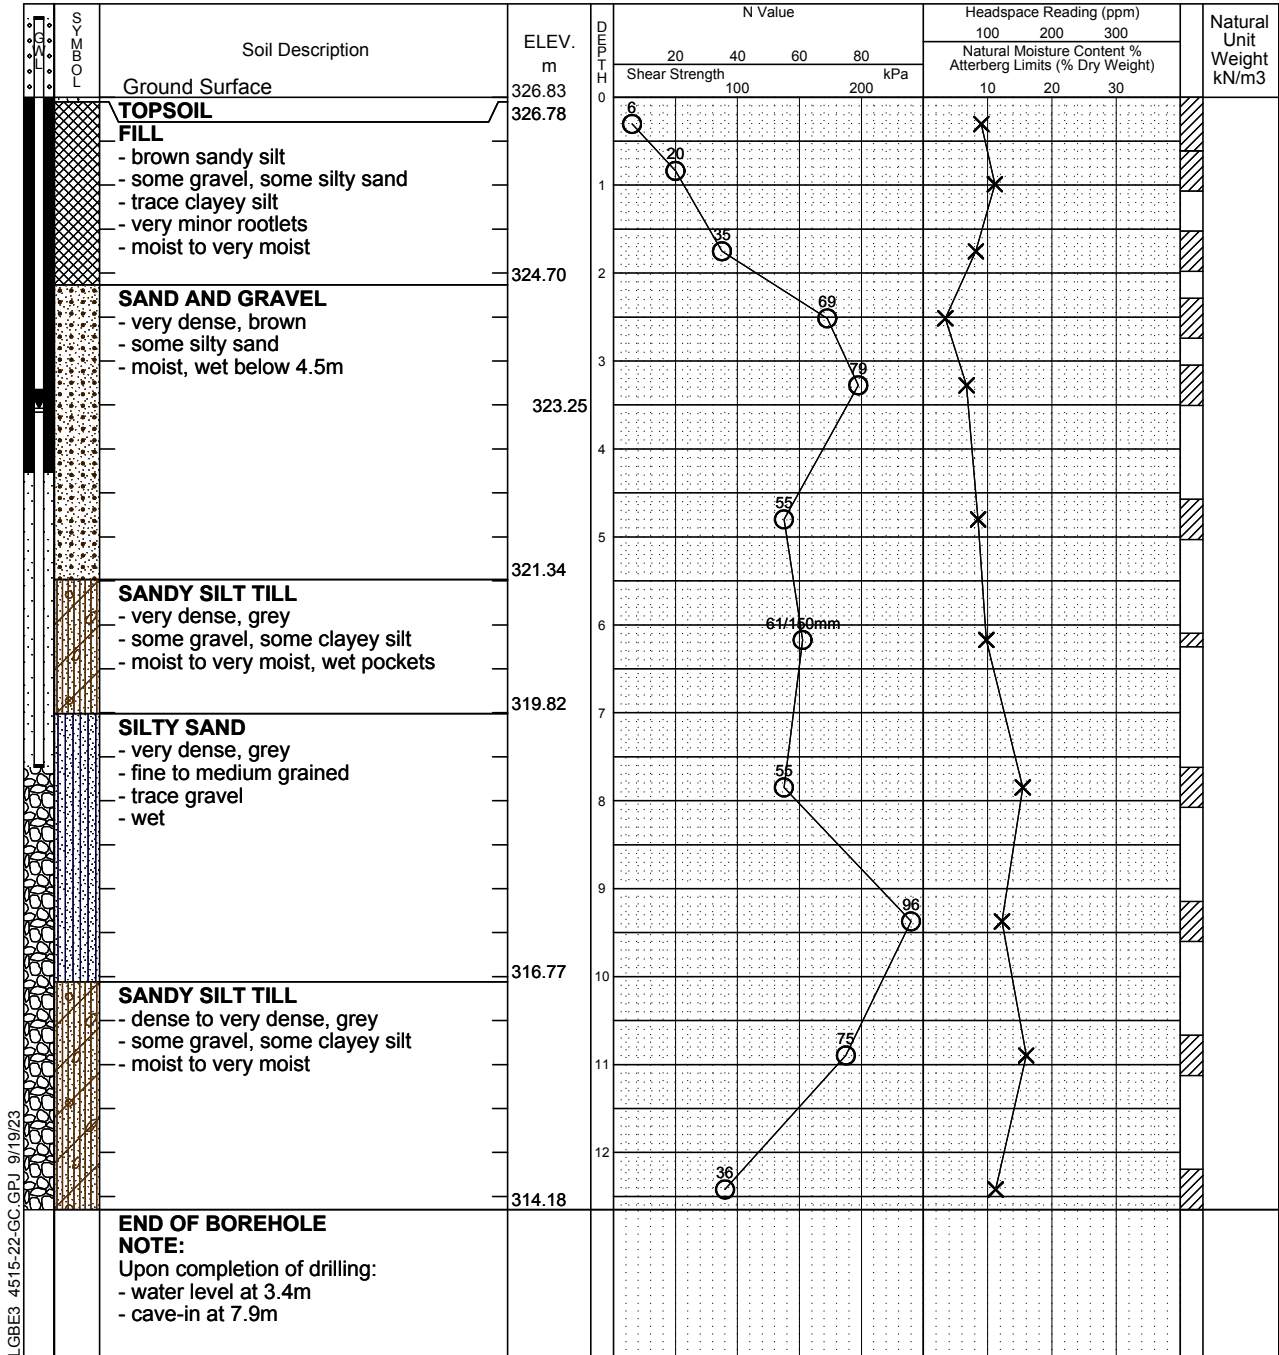 GWL
SYMBOL
Soil Description
Ground Surface
ELEV.
m
326.83
DEPTH
N Value
20 40 60 80
Shear Strength kPa
100 200
Headspace Reading (ppm)
100 200 300
Natural Moisture Content %
Atterberg Limits (% Dry Weight)
10 20 30
Natural
Unit
Weight
kN/m3
0
TOPSOIL
326.78
FILL
- brown sandy silt
- some gravel, some silty sand
- trace clayey silt
- very minor rootlets
- moist to very moist
324.70
SAND AND GRAVEL
- very dense, brown
- some silty sand
- moist, wet below 4.5m
323.25
321.34
SANDY SILT TILL
- very dense, grey
- some gravel, some clayey silt
- moist to very moist, wet pockets
319.82
SILTY SAND
- very dense, grey
- fine to medium grained
- trace gravel
- wet
316.77
SANDY SILT TILL
- dense to very dense, grey
- some gravel, some clayey silt
- moist to very moist
314.18
END OF BOREHOLE
NOTE:
Upon completion of drilling:
- water level at 3.4m
- cave-in at 7.9m
1
2
3
4
5
6
7
8
9
10
11
12
6
20
35
69
79
55
61/150mm
55
96
75
36
LGBE3 4515-22-GC.GPJ 9/19/23